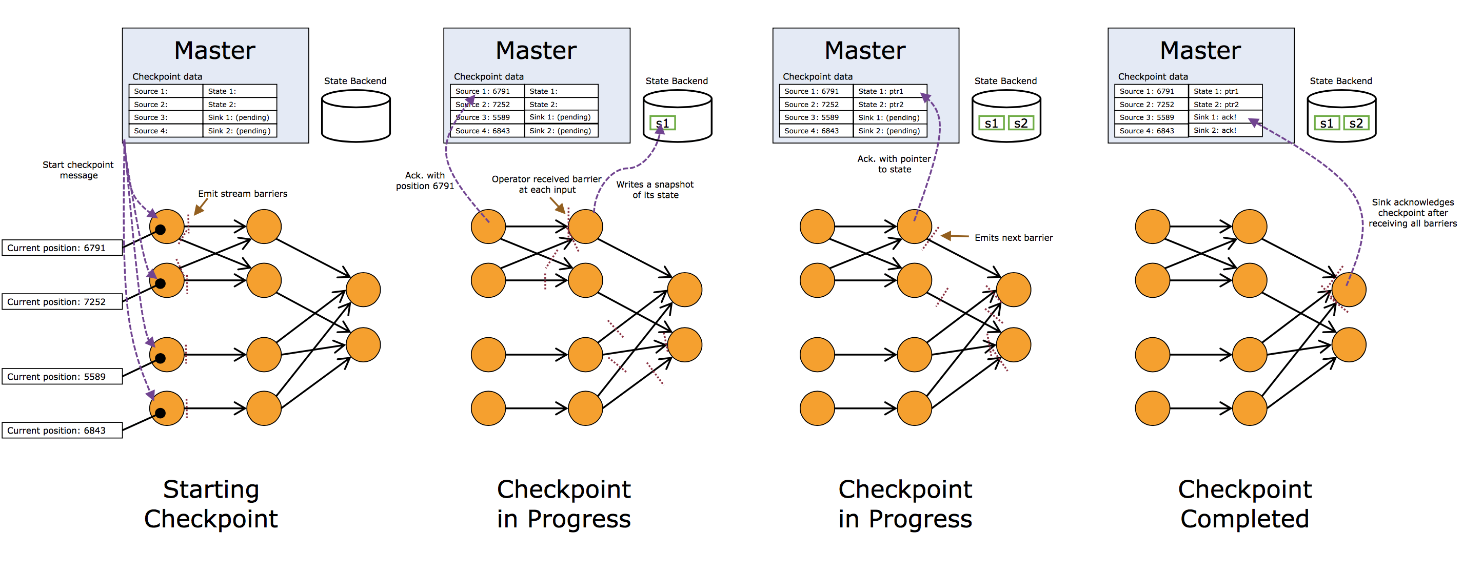 Master
Checkpoint data
Source 1:
State 1:
Source 2:
State 2:
Source 3:
Sink 1: (pending)
Source 4:
Sink 2: (pending)
State Backend
Start checkpoint
message
Emit stream barriers
Current position: 6791
Current position: 7252
Current position: 5589
Current position: 6843
Starting
Checkpoint
Master
Checkpoint data
Source 1: 6791
State 1:
Source 2: 7252
State 2:
Source 3: 5589
Sink 1: (pending)
Source 4: 6843
Sink 2: (pending)
State Backend
s1
Ack. with
position 6791
Operator received barrier
at each input
Writes a snapshot
of its state
Checkpoint
in Progress
Master
Checkpoint data
Source 1: 6791
State 1: ptr1
Source 2: 7252
State 2: ptr2
Source 3: 5589
Sink 1: (pending)
Source 4: 6843
Sink 2: (pending)
State Backend
s1 s2
Ack. with pointer
to state
Emits next barrier
Checkpoint
in Progress
Master
Checkpoint data
Source 1: 6791
State 1: ptr1
Source 2: 7252
State 2: ptr2
Source 3: 5589
Sink 1: ack!
Source 4: 6843
Sink 2: ack!
State Backend
s1 s2
Sink acknowledges
checkpoint after
receiving all barriers
Checkpoint
Completed